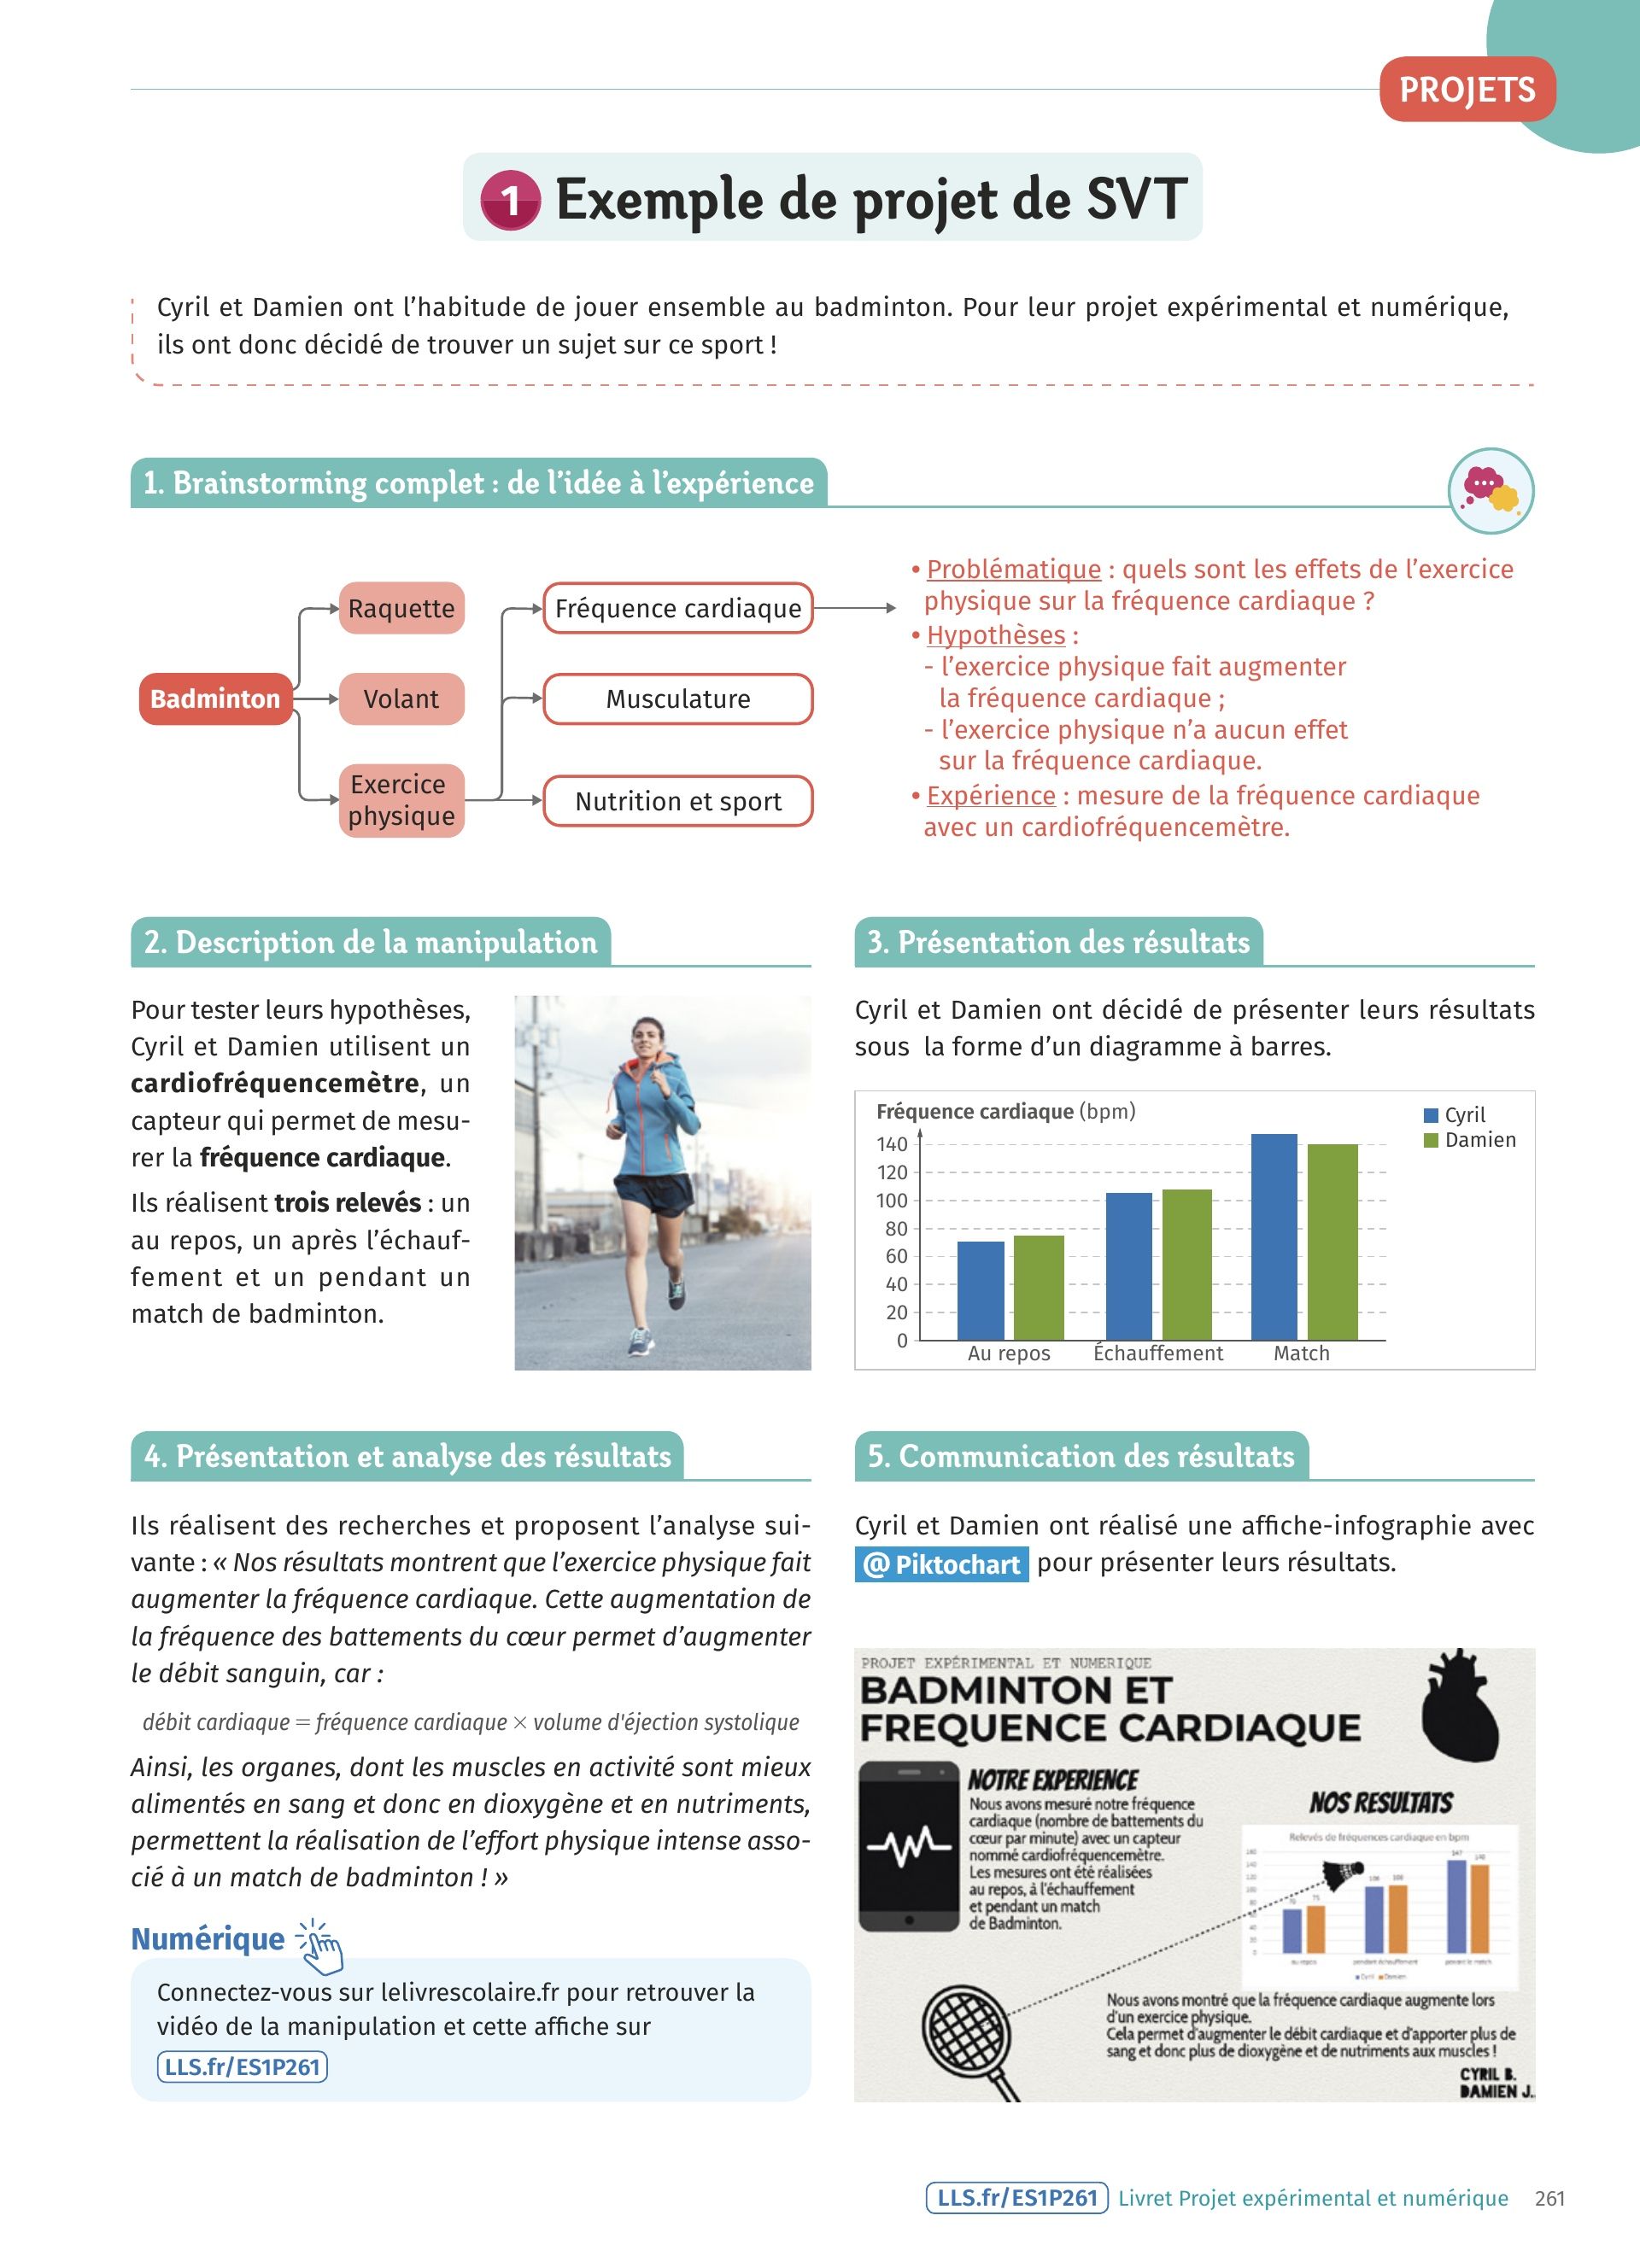 PROJETS
1 Exemple de projet de SVT
Cyril et Damien ont l’habitude de jouer ensemble au badminton. Pour leur projet expérimental et numérique,
ils ont donc décidé de trouver un sujet sur ce sport !
1. Brainstorming complet : de l’idée à l’expérience
Badminton
Raquette
Volant
Exercice
physique
Fréquence cardiaque
Musculature
Nutrition et sport
• Problématique : quels sont les effets de l’exercice
physique sur la fréquence cardiaque ?
• Hypothèses :
- l’exercice physique fait augmenter
la fréquence cardiaque ;
- l’exercice physique n’a aucun effet
sur la fréquence cardiaque.
• Expérience : mesure de la fréquence cardiaque
avec un cardiofréquencemètre.
2. Description de la manipulation
Pour tester leurs hypothèses,
Cyril et Damien utilisent un
cardiofréquencemètre, un
capteur qui permet de mesu-
rer la fréquence cardiaque.
Ils réalisent trois relevés : un
au repos, un après l’échauf-
fement et un pendant un
match de badminton.
3. Présentation des résultats
Cyril et Damien ont décidé de présenter leurs résultats
sous la forme d’un diagramme à barres.
Fréquence cardiaque (bpm)
Cyril
Damien
140
120
100
80
60
40
20
0
Au repos Échauffement Match
4. Présentation et analyse des résultats
Ils réalisent des recherches et proposent l’analyse sui-
vante : « Nos résultats montrent que l’exercice physique fait
augmenter la fréquence cardiaque. Cette augmentation de
la fréquence des battements du cœur permet d’augmenter
le débit sanguin, car :
débit cardiaque = fréquence cardiaque × volume d'éjection systolique
Ainsi, les organes, dont les muscles en activité sont mieux
alimentés en sang et donc en dioxygène et en nutriments,
permettent la réalisation de l’effort physique intense asso-
cié à un match de badminton ! »
Numérique
Connectez-vous sur lelivrescolaire.fr pour retrouver la
vidéo de la manipulation et cette affiche sur
LLS.fr/ES1P261
5. Communication des résultats
Cyril et Damien ont réalisé une affiche-infographie avec
@ Piktochart pour présenter leurs résultats.
PROJET EXPÉRIMENTAL ET NUMERIQUE
BADMINTON ET
FREQUENCE CARDIAQUE
NOTRE EXPERIENCE
Nous avons mesuré notre fréquence
cardiaque (nombre de battements du
cœur par minute) avec un capteur
nommé cardiofréquencemètre.
Les mesures ont été réalisées
au repos, à l'échauffement
et pendant un match
de Badminton.
NOS RESULTATS
Relevés de fréquences cardiaque en bpm
Nous avons montré que la fréquence cardiaque augmente lors
d'un exercice physique.
Cela permet d'augmenter le débit cardiaque et d'apporter plus de
sang et donc plus de dioxygène et de nutriments aux muscles !
CYRIL B.
DAMIEN J.
LLS.fr/ES1P261 Livret Projet expérimental et numérique 261